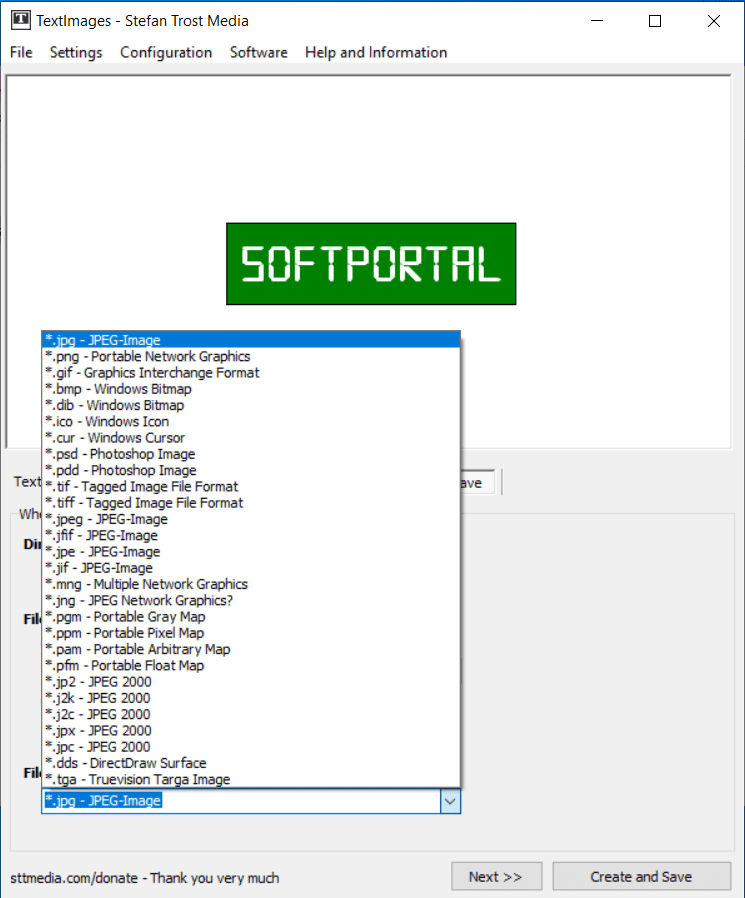 TextImages - Stefan Trost Media
File Settings Configuration Software Help and Information
SOFTPORTAL
*.jpg - JPEG-Image
*.png - Portable Network Graphics
*.gif - Graphics Interchange Format
*.bmp - Windows Bitmap
*.dib - Windows Bitmap
*.ico - Windows Icon
*.cur - Windows Cursor
*.psd - Photoshop Image
*.pdd - Photoshop Image
*.tif - Tagged Image File Format
*.tiff - Tagged Image File Format
*.jpeg - JPEG-Image
*.jfif - JPEG-Image
*.jpe - JPEG-Image
*.jif - JPEG-Image
*.mng - Multiple Network Graphics
*.jng - JPEG Network Graphics?
*.pgm - Portable Gray Map
*.ppm - Portable Pixel Map
*.pam - Portable Arbitrary Map
*.pfm - Portable Float Map
*.jp2 - JPEG 2000
*.j2k - JPEG 2000
*.j2c - JPEG 2000
*.jpx - JPEG 2000
*.jpc - JPEG 2000
*.dds - DirectDraw Surface
*.tga - Truevision Targa Image
Text
*.jpg - JPEG-Image
sttmedia.com/donate - Thank you very much
Next >>
Create and Save